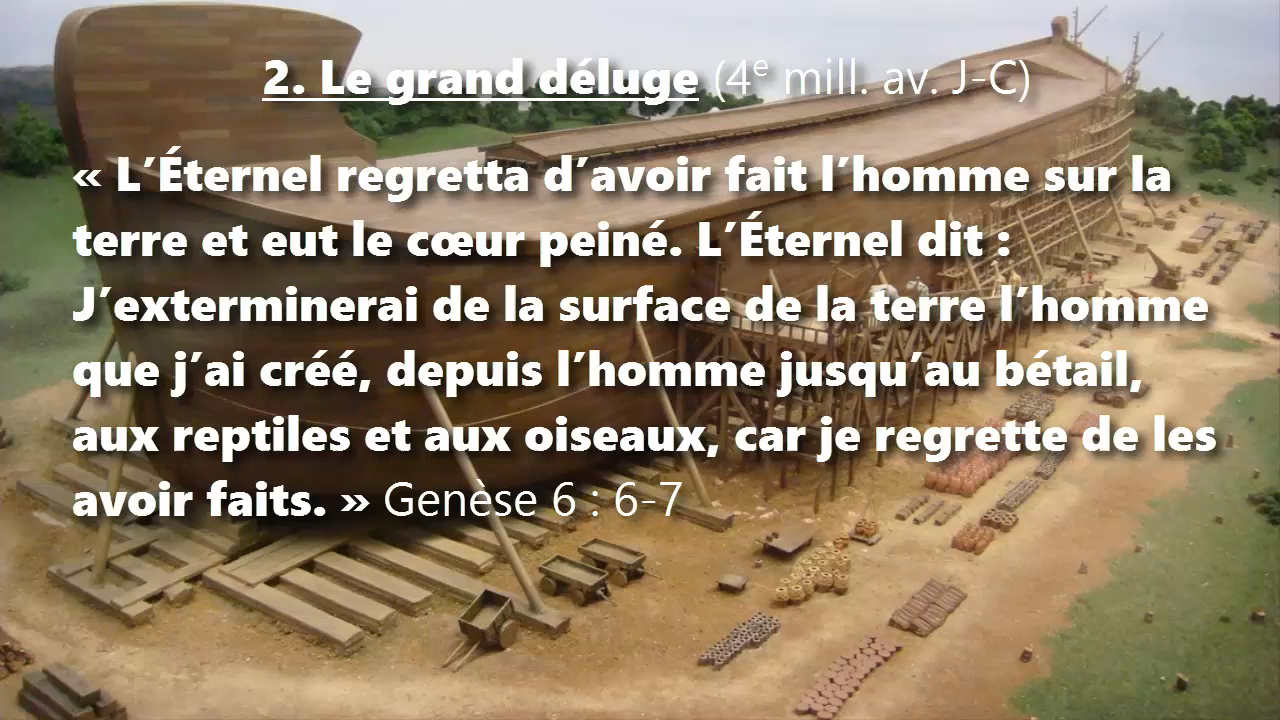 2. Le grand déluge (4e mill. av. J-C)
« L’Éternel regretta d’avoir fait l’homme sur la
terre et eut le cœur peiné. L’Éternel dit :
J’exterminerai de la surface de la terre l’homme
que j’ai créé, depuis l’homme jusqu’au bétail,
aux reptiles et aux oiseaux, car je regrette de les
avoir faits. » Genèse 6 : 6-7